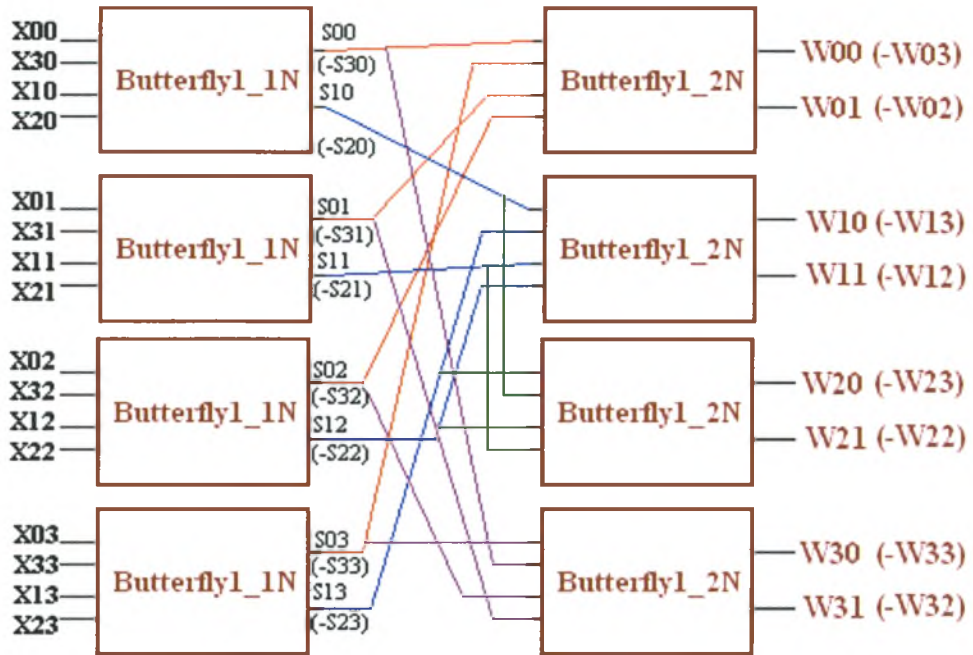 X00
X30
X10
X20
Butterfly1_1N
S00
(-S30)
S10
(-S20)
Butterfly1_2N
W00 (-W03)
W01 (-W02)
X01
X31
X11
X21
Butterfly1_1N
S01
(-S31)
S11
(-S21)
Butterfly1_2N
W10 (-W13)
W11 (-W12)
X02
X32
X12
X22
Butterfly1_1N
S02
(-S32)
S12
(-S22)
Butterfly1_2N
W20 (-W23)
W21 (-W22)
X03
X33
X13
X23
Butterfly1_1N
S03
(-S33)
S13
(-S23)
Butterfly1_2N
W30 (-W33)
W31 (-W32)